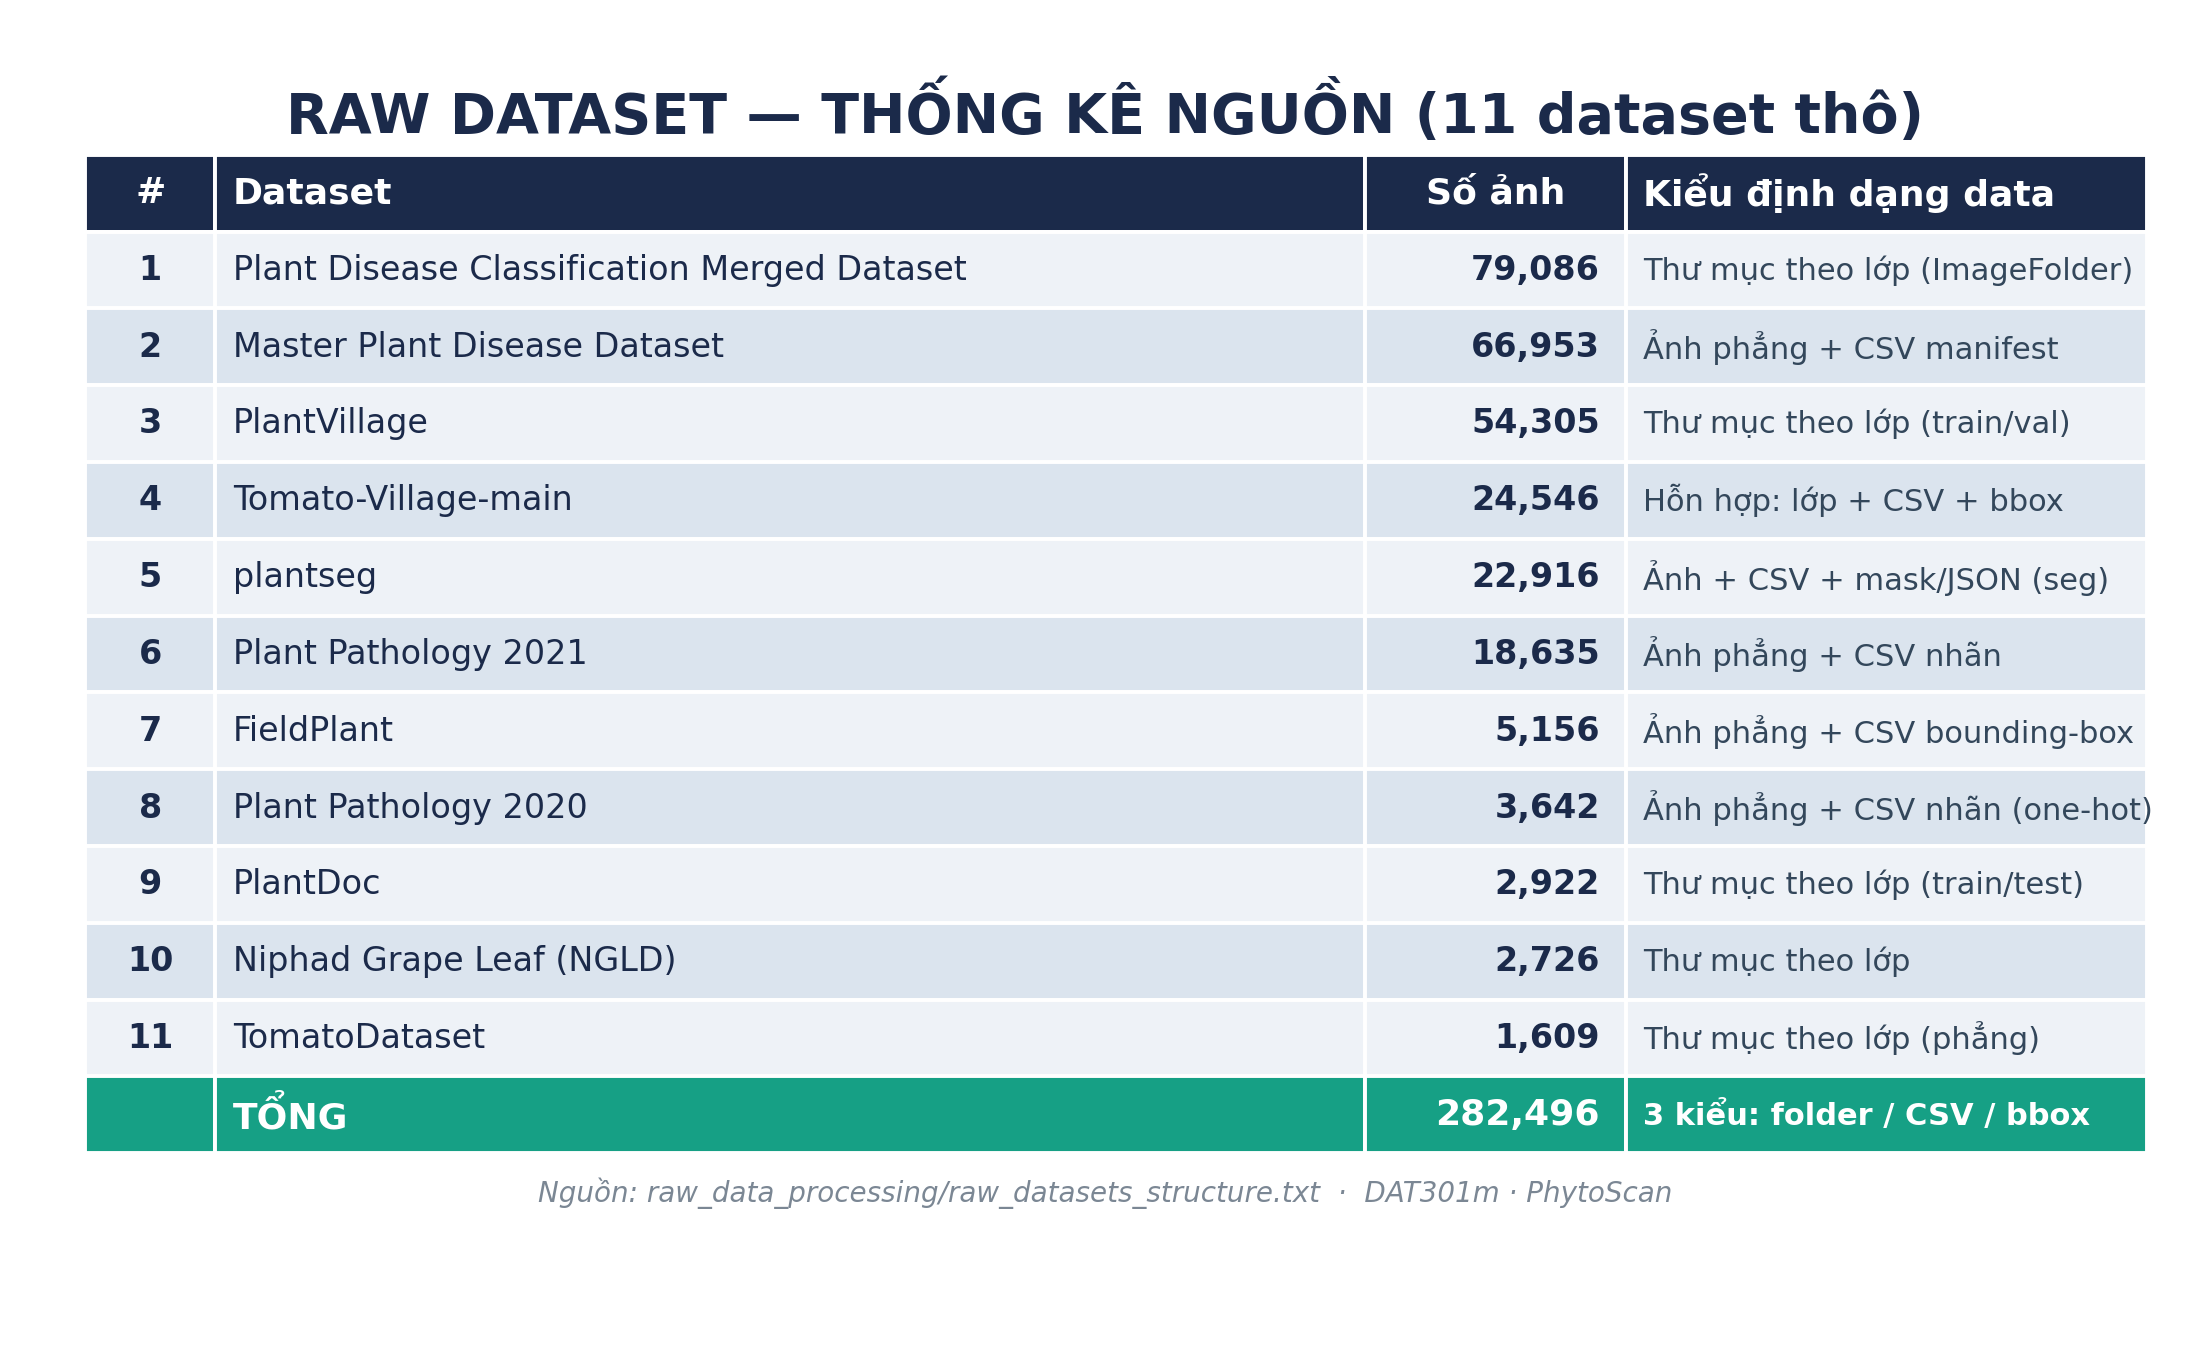 RAW DATASET — THỐNG KÊ NGUỒN (11 dataset thô)
# Dataset Số ảnh Kiểu định dạng data
1 Plant Disease Classification Merged Dataset 79,086 Thư mục theo lớp (ImageFolder)
2 Master Plant Disease Dataset 66,953 Ảnh phẳng + CSV manifest
3 PlantVillage 54,305 Thư mục theo lớp (train/val)
4 Tomato-Village-main 24,546 Hỗn hợp: lớp + CSV + bbox
5 plantseg 22,916 Ảnh + CSV + mask/JSON (seg)
6 Plant Pathology 2021 18,635 Ảnh phẳng + CSV nhãn
7 FieldPlant 5,156 Ảnh phẳng + CSV bounding-box
8 Plant Pathology 2020 3,642 Ảnh phẳng + CSV nhãn (one-hot)
9 PlantDoc 2,922 Thư mục theo lớp (train/test)
10 Niphad Grape Leaf (NGLD) 2,726 Thư mục theo lớp
11 TomatoDataset 1,609 Thư mục theo lớp (phẳng)
TỔNG 282,496 3 kiểu: folder / CSV / bbox
Nguồn: raw_data_processing/raw_datasets_structure.txt · DAT301m · PhytoScan